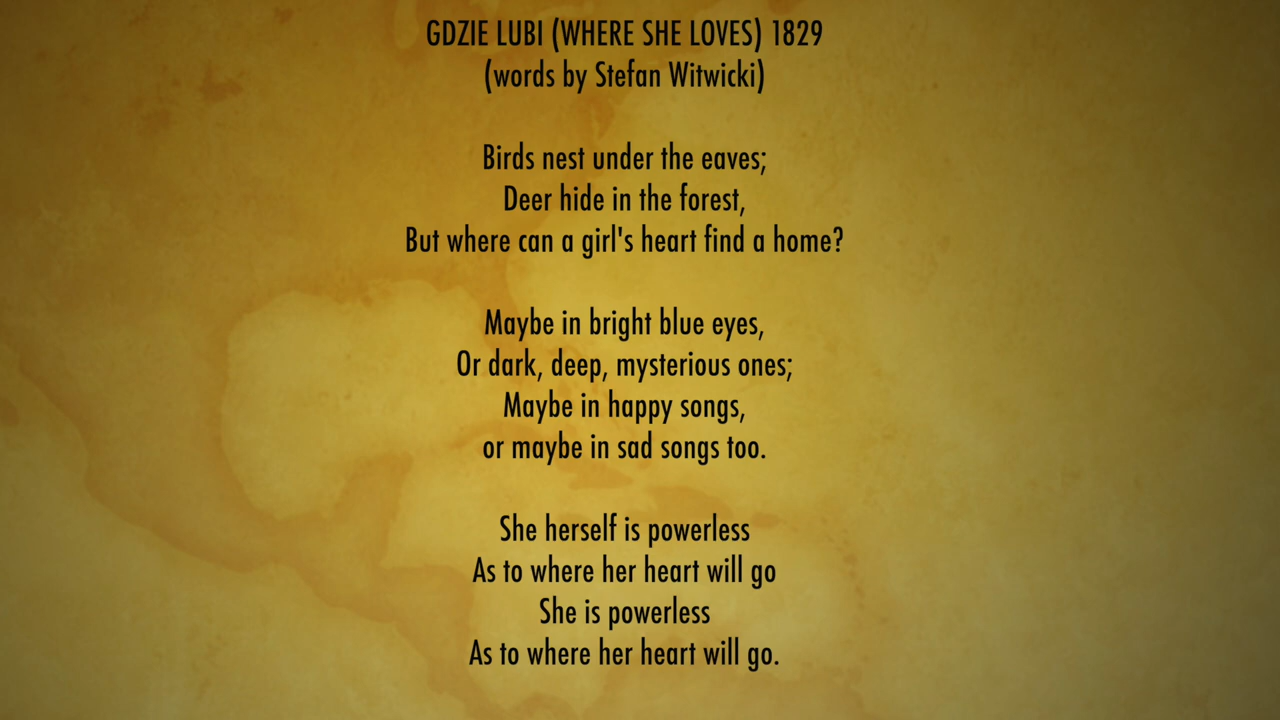 GDZIE LUBI (WHERE SHE LOVES) 1829
(words by Stefan Witwicki)
Birds nest under the eaves;
Deer hide in the forest,
But where can a girl's heart find a home?
Maybe in bright blue eyes,
Or dark, deep, mysterious ones;
Maybe in happy songs,
or maybe in sad songs too.
She herself is powerless
As to where her heart will go
She is powerless
As to where her heart will go.